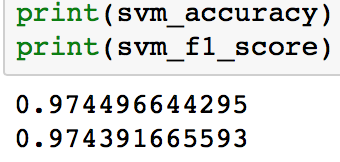 print(svm_accuracy)
print(svm_f1_score)
0.974496644295
0.974391665593